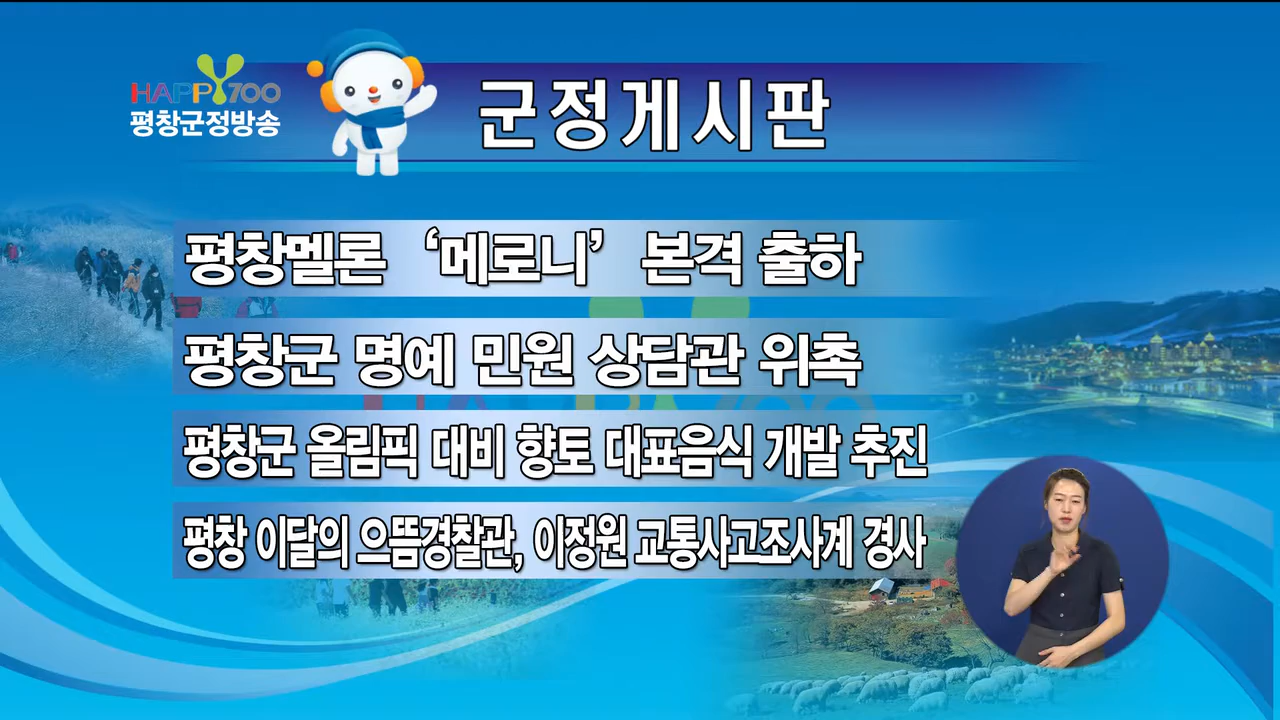 HAPPY700
평창군정방송
군정게시판
평창멜론 ‘메로니’ 본격 출하
평창군 명예 민원 상담관 위촉
평창군 올림픽 대비 향토 대표음식 개발 추진
평창 이달의 으뜸경찰관, 이정원 교통사고조사계 경사